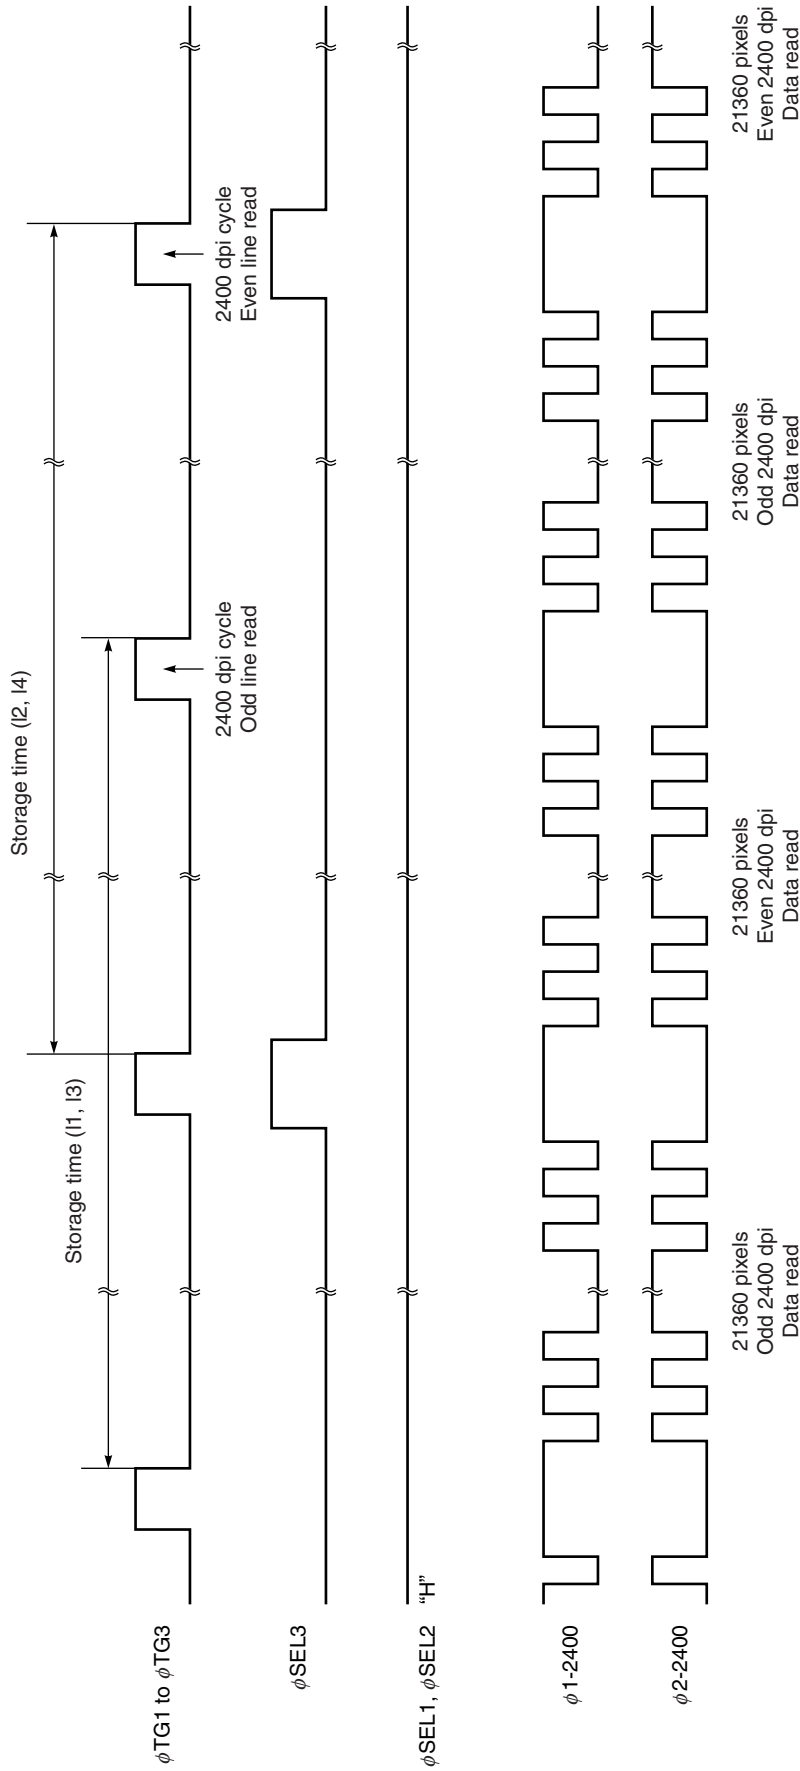 Storage time (I2, I4)
Storage time (I1, I3)
φTG1 to φTG3
2400 dpi cycle
Odd line read
2400 dpi cycle
Even line read
φSEL3
φSEL1, φSEL2 “H”
φ1-2400
φ2-2400
21360 pixels
Odd 2400 dpi
Data read
21360 pixels
Even 2400 dpi
Data read
21360 pixels
Odd 2400 dpi
Data read
21360 pixels
Even 2400 dpi
Data read